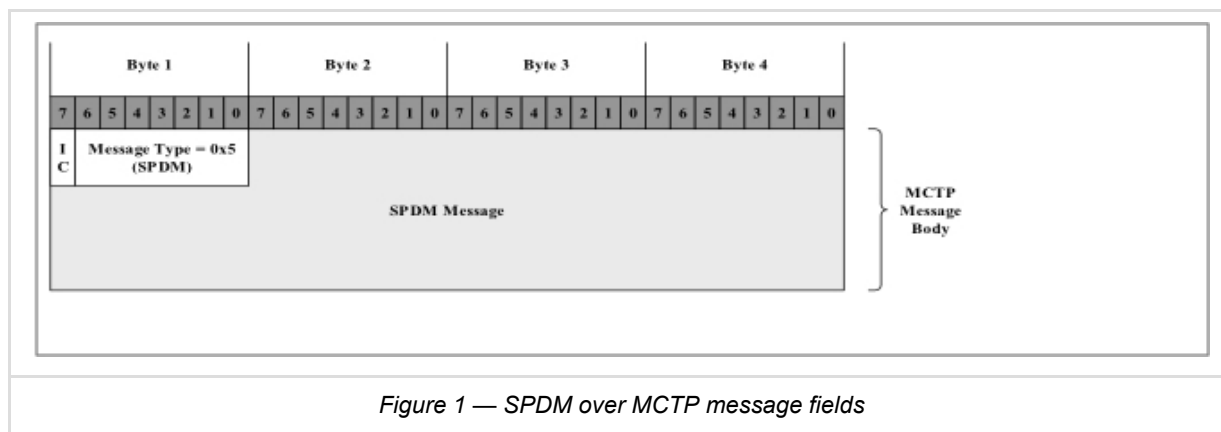 Byte 1 Byte 2 Byte 3 Byte 4
7 6 5 4 3 2 1 0 7 6 5 4 3 2 1 0 7 6 5 4 3 2 1 0 7 6 5 4 3 2 1 0
I
C
Message Type = 0x5
(SPDM)
SPDM Message
MCTP
Message
Body
Figure 1 — SPDM over MCTP message fields